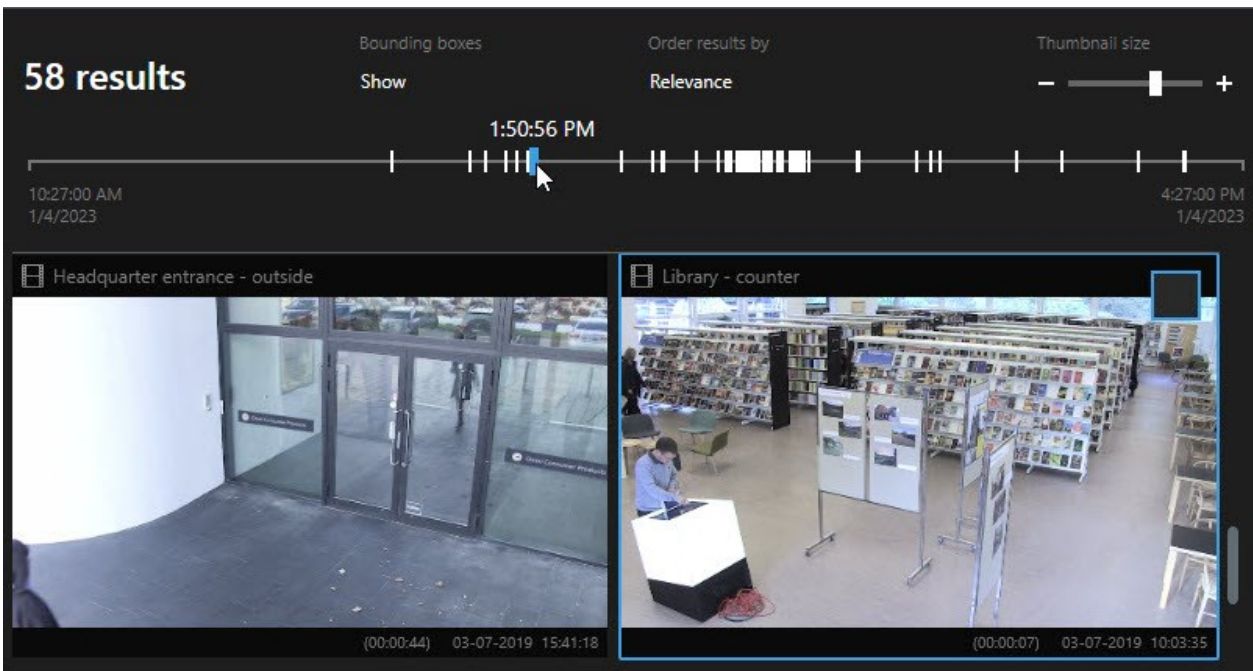 58 results
Bounding boxes
Show
Order results by
Relevance
Thumbnail size
− +
1:50:56 PM
10:27:00 AM
1/4/2023
4:27:00 PM
1/4/2023
Headquarter entrance - outside
(00:00:44) 03-07-2019 15:41:18
Library - counter
(00:00:07) 03-07-2019 10:03:35